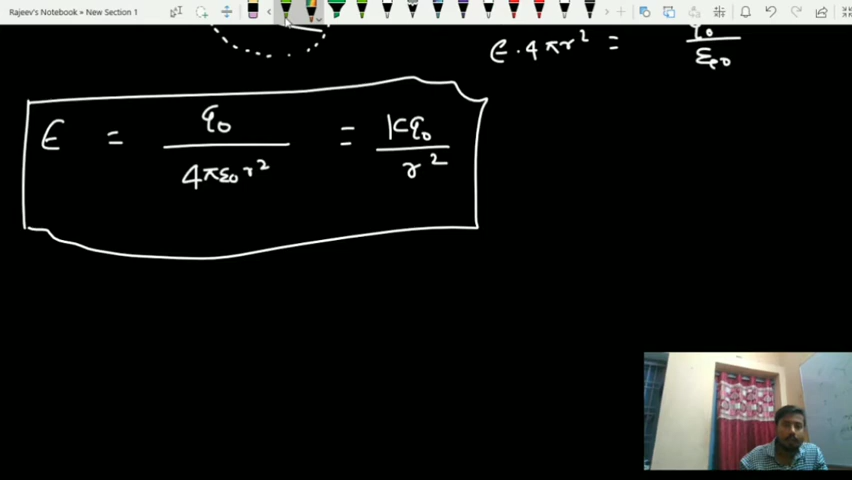 Rajeev's Notebook » New Section 1
E · 4πr² = q₀/ε₀
E = q₀/4πε₀r² = Kq₀/r²